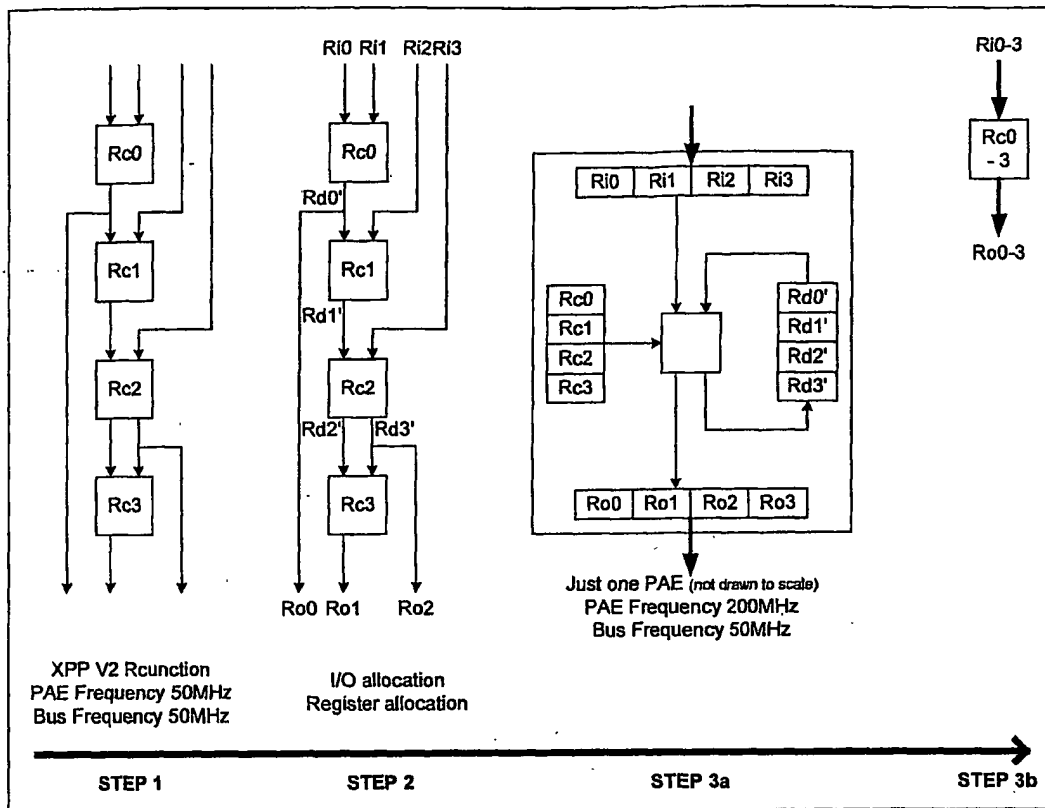 Rc0
Rc1
Rc2
Rc3
XPP V2 Rcunction
PAE Frequency 50MHz
Bus Frequency 50MHz
STEP 1
Ri0 Ri1 Ri2 Ri3
Rc0
Rd0'
Rc1
Rd1'
Rc2
Rd2' Rd3'
Rc3
Ro0 Ro1 Ro2
I/O allocation
Register allocation
STEP 2
Ri0 Ri1 Ri2 Ri3
Rc0
Rc1
Rc2
Rc3
Rd0'
Rd1'
Rd2'
Rd3'
Ro0 Ro1 Ro2 Ro3
Just one PAE (not drawn to scale)
PAE Frequency 200MHz
Bus Frequency 50MHz
STEP 3a
Ri0-3
Rc0
- 3
Ro0-3
STEP 3b